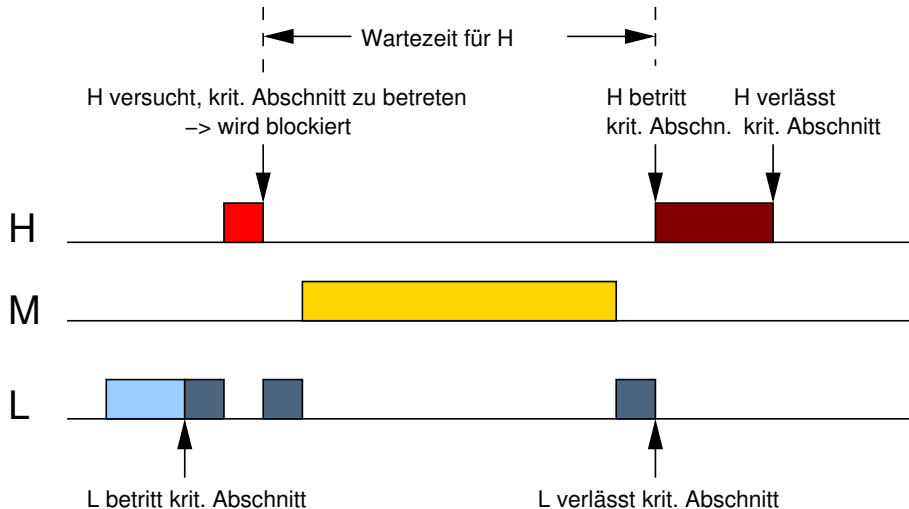 Wartezeit für H
H versucht, krit. Abschnitt zu betreten
–> wird blockiert
H betritt
krit. Abschn.
H verlässt
krit. Abschnitt
H
M
L
L betritt krit. Abschnitt
L verlässt krit. Abschnitt